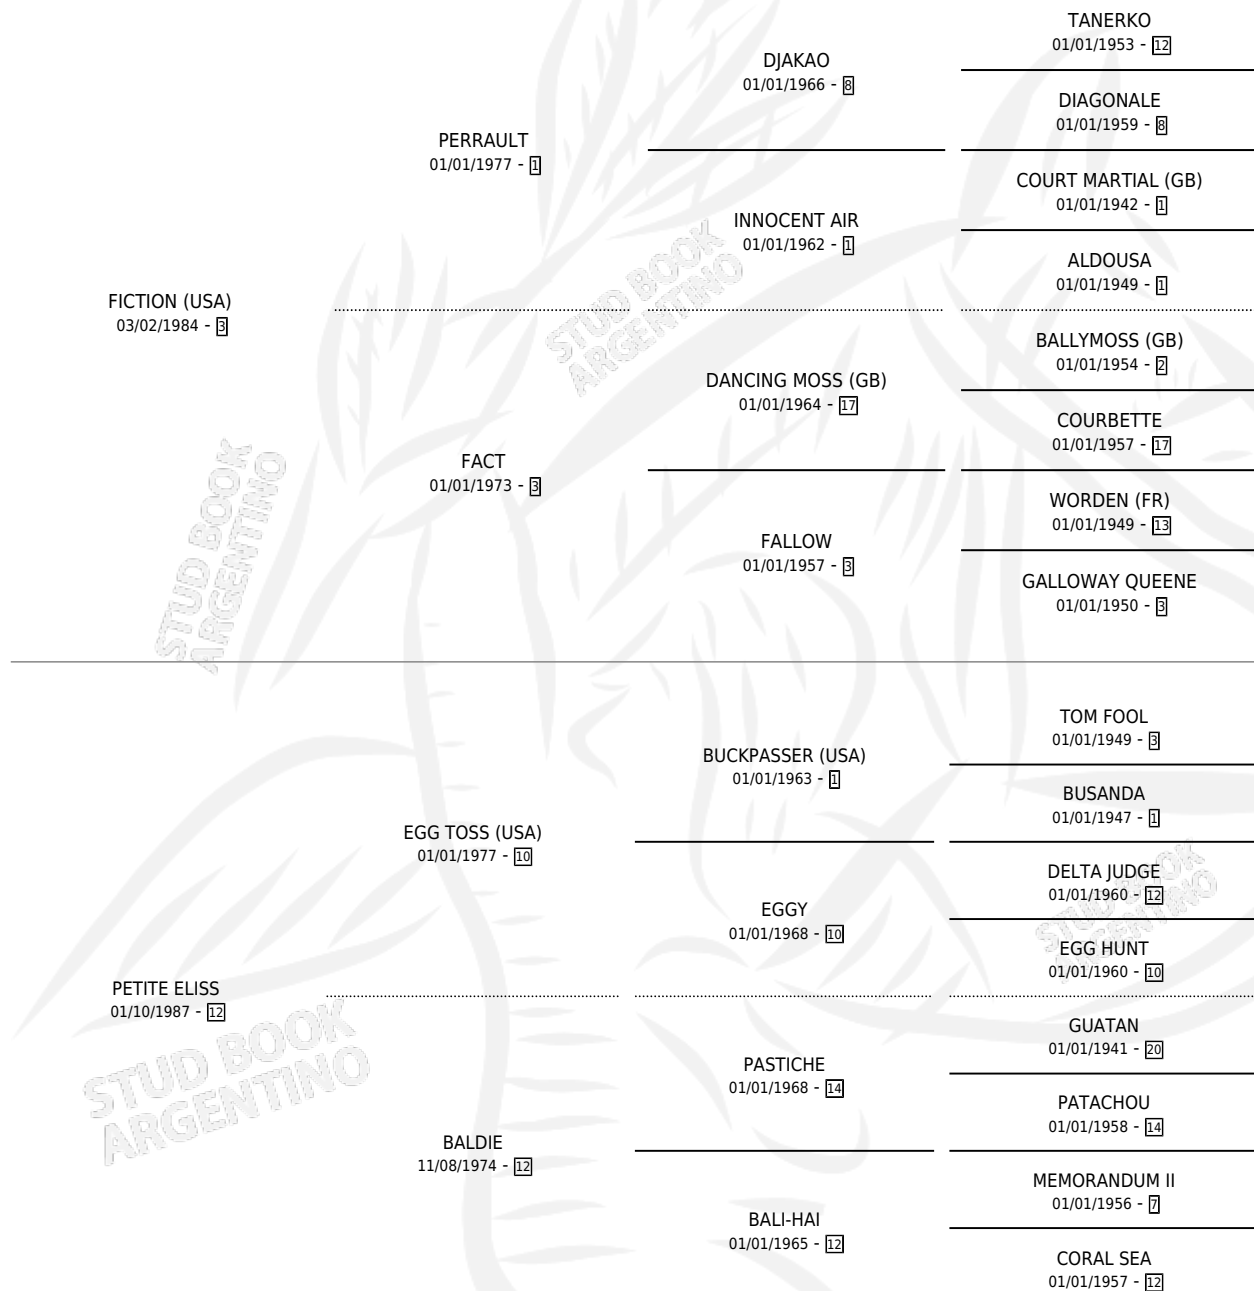 TANERKO
01/01/1953 - 12
DJAKAO
01/01/1966 - 8
DIAGONALE
01/01/1959 - 8
PERRAULT
01/01/1977 - 1
COURT MARTIAL (GB)
01/01/1942 - 1
INNOCENT AIR
01/01/1962 - 1
ALDOUSA
01/01/1949 - 1
FICTION (USA)
03/02/1984 - 3
STUD BOOK
ARGENTINO
BALLYMOSS (GB)
01/01/1954 - 2
DANCING MOSS (GB)
01/01/1964 - 17
COURBETTE
01/01/1957 - 17
FACT
01/01/1973 - 3
WORDEN (FR)
01/01/1949 - 13
FALLOW
01/01/1957 - 3
GALLOWAY QUEENE
01/01/1950 - 3
STUD BOOK
ARGENTINO
TOM FOOL
01/01/1949 - 3
BUCKPASSER (USA)
01/01/1963 - 1
BUSANDA
01/01/1947 - 1
EGG TOSS (USA)
01/01/1977 - 10
DELTA JUDGE
01/01/1960 - 12
EGGY
01/01/1968 - 10
EGG HUNT
01/01/1960 - 10
STUD BOOK
ARGENTINO
PETITE ELISS
01/10/1987 - 12
STUD BOOK
ARGENTINO
GUATAN
01/01/1941 - 20
PASTICHE
01/01/1968 - 14
PATACHOU
01/01/1958 - 14
BALDIE
11/08/1974 - 12
MEMORANDUM II
01/01/1956 - 7
BALI-HAI
01/01/1965 - 12
CORAL SEA
01/01/1957 - 12